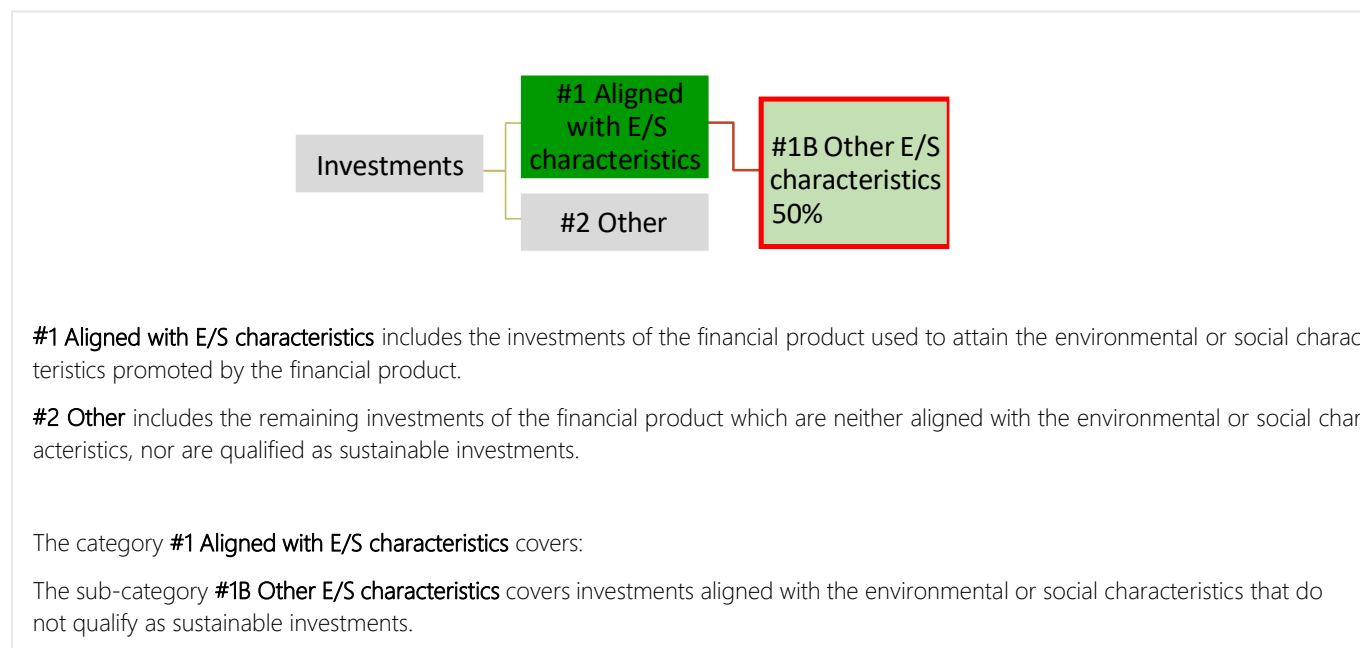 #1 Aligned
with E/S
characteristics
Investments
#1B Other E/S
characteristics
50%
#2 Other
#1 Aligned with E/S characteristics includes the investments of the financial product used to attain the environmental or social charac
teristics promoted by the financial product.
#2 Other includes the remaining investments of the financial product which are neither aligned with the environmental or social char
acteristics, nor are qualified as sustainable investments.
The category #1 Aligned with E/S characteristics covers:
The sub-category #1B Other E/S characteristics covers investments aligned with the environmental or social characteristics that do
not qualify as sustainable investments.